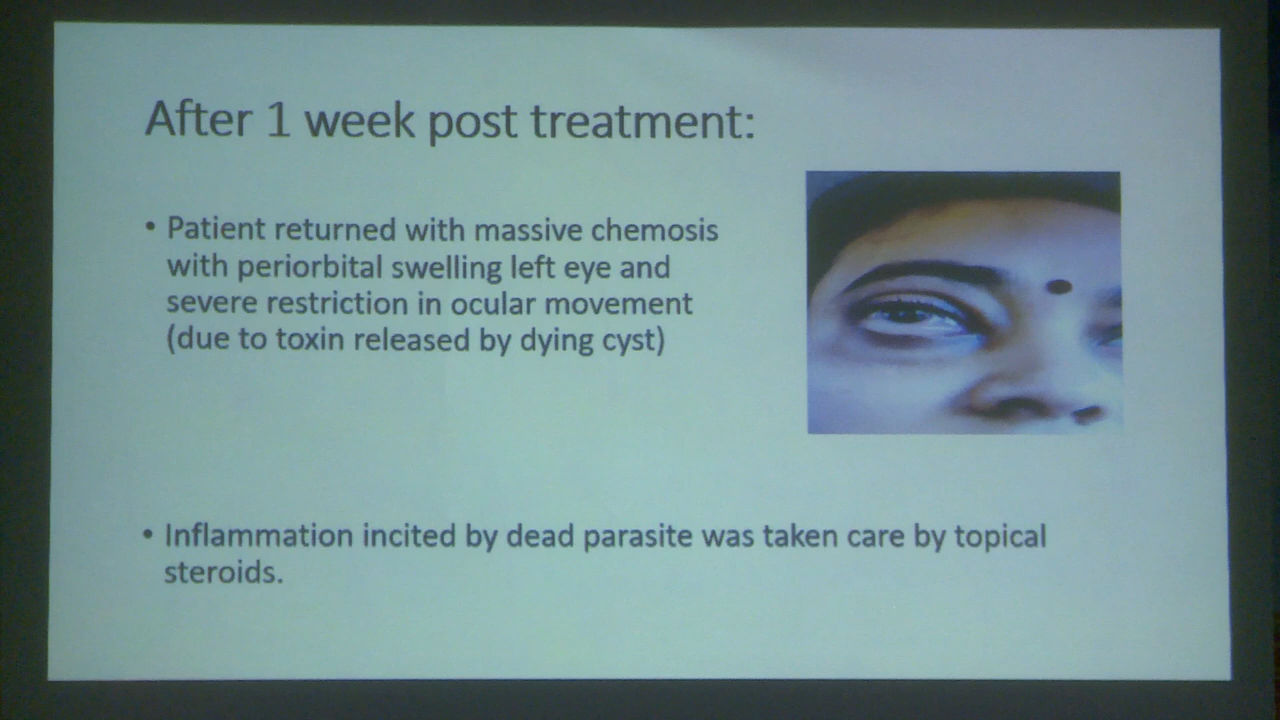 After 1 week post treatment:
• Patient returned with massive chemosis
with periorbital swelling left eye and
severe restriction in ocular movement
(due to toxin released by dying cyst)
• Inflammation incited by dead parasite was taken care by topical
steroids.